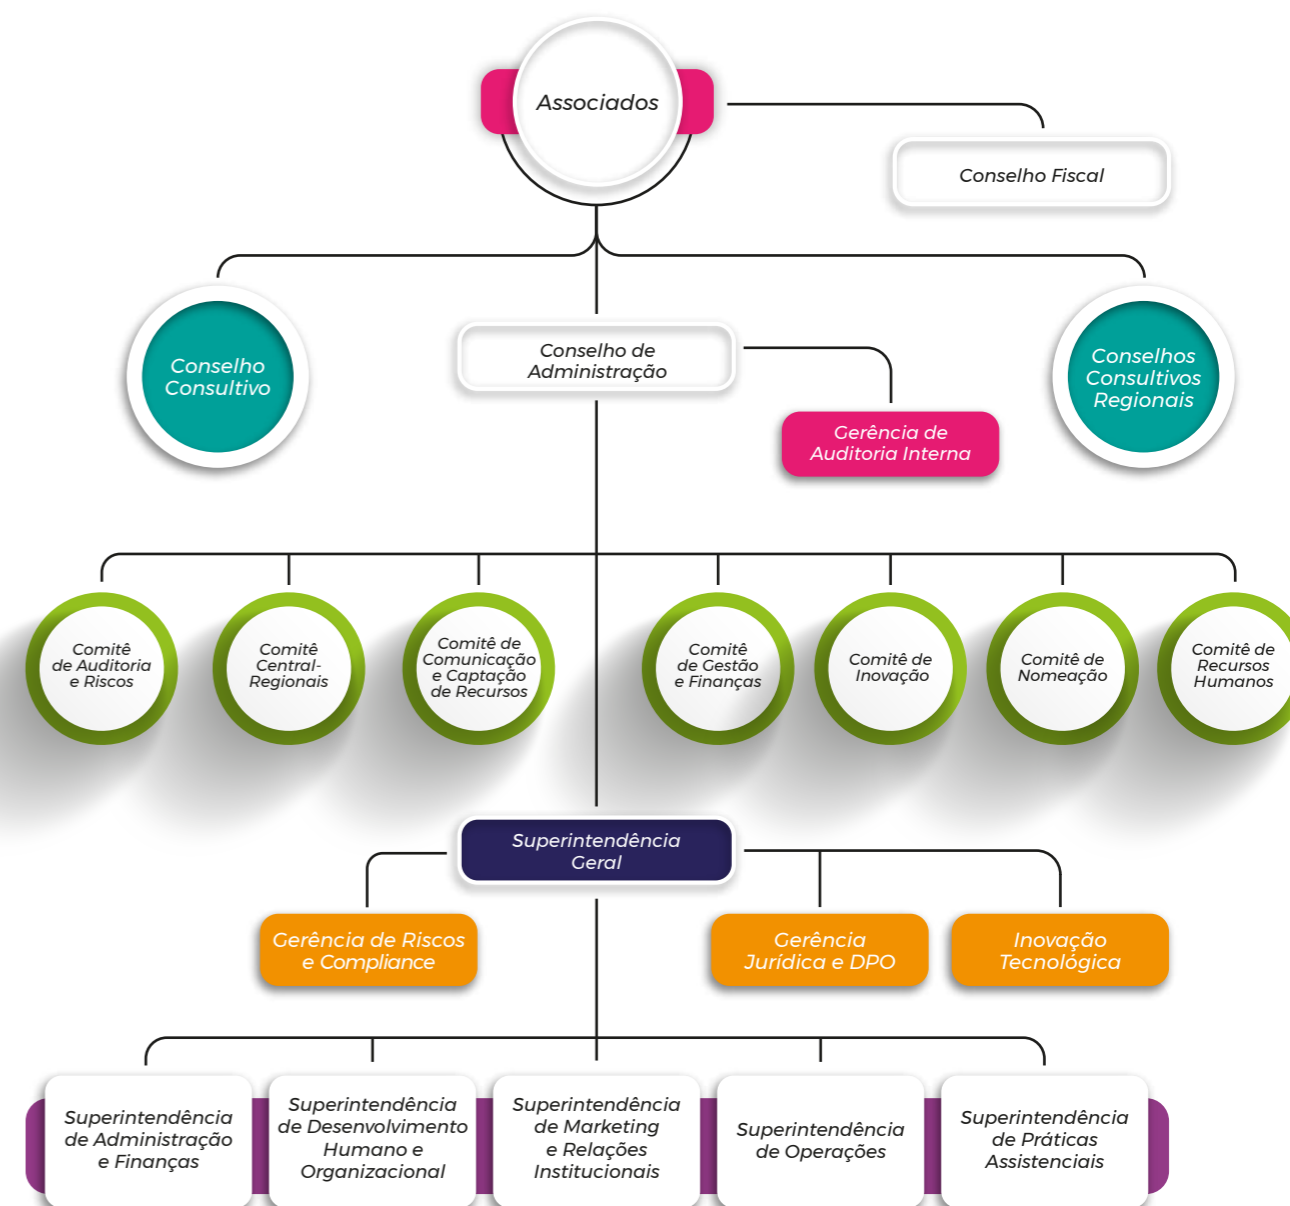 Associados
Conselho Fiscal
Conselho
Consultivo
Conselho de
Administração
Conselhos
Consultivos
Regionais
Gerência de
Auditoria Interna
Comitê
de Auditoria
e Riscos
Comitê
Central-
Regionais
Comitê de
Comunicação
e Captação
de Recursos
Comitê
de Gestão
e Finanças
Comitê de
Inovação
Comitê de
Nomeação
Comitê de
Recursos
Humanos
Superintendência
Geral
Gerência de Riscos
e Compliance
Gerência
Jurídica e DPO
Inovação
Tecnológica
Superintendência
de Administração
e Finanças
Superintendência
de Desenvolvimento
Humano e
Organizacional
Superintendência
de Marketing
e Relações
Institucionais
Superintendência
de Operações
Superintendência
de Práticas
Assistenciais